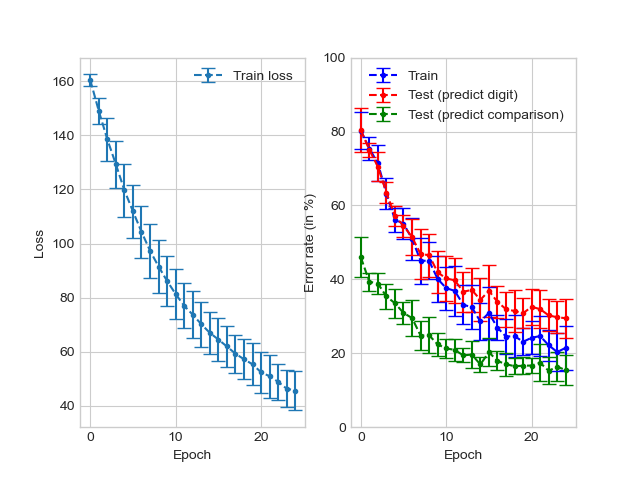 Train loss
160
140
120
100
80
60
40
0
10
20
Loss
Epoch
Train
Test (predict digit)
Test (predict comparison)
100
80
60
40
20
0
0
10
20
Error rate (in %)
Epoch